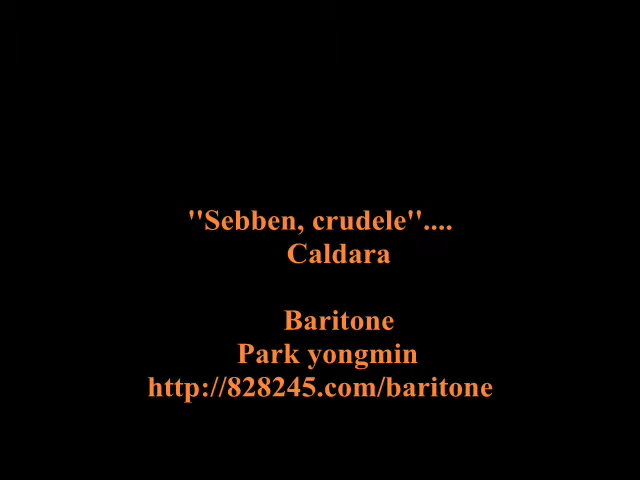 "Sebben, crudele"....
Caldara
Baritone
Park yongmin
http://828245.com/baritone